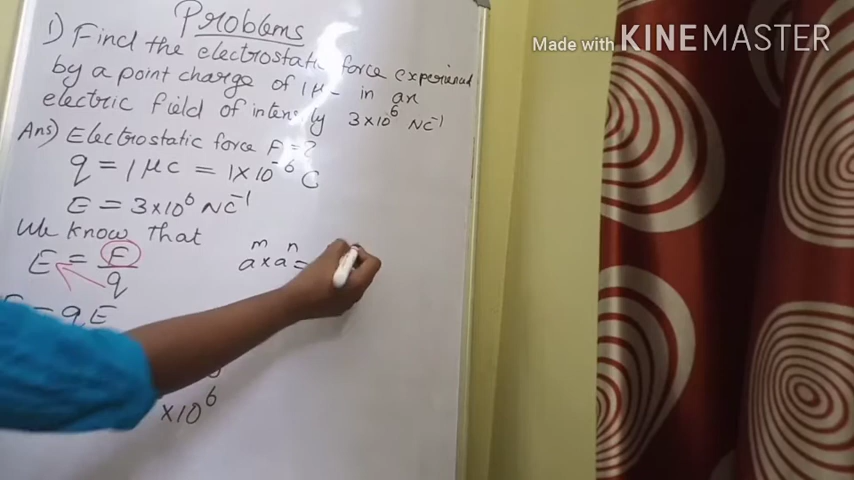 Problems
1) Find the electrostatic force experienced
by a point charge of 1μ in an
electric field of intensity 3×10⁶ NC⁻¹
Ans) Electrostatic force F = ?
q = 1μc = 1×10⁻⁶ C
E = 3×10⁶ NC⁻¹
We know that
E = F/q
aᵐ×aⁿ=
= qE
×10⁶
Made with KINEMASTER